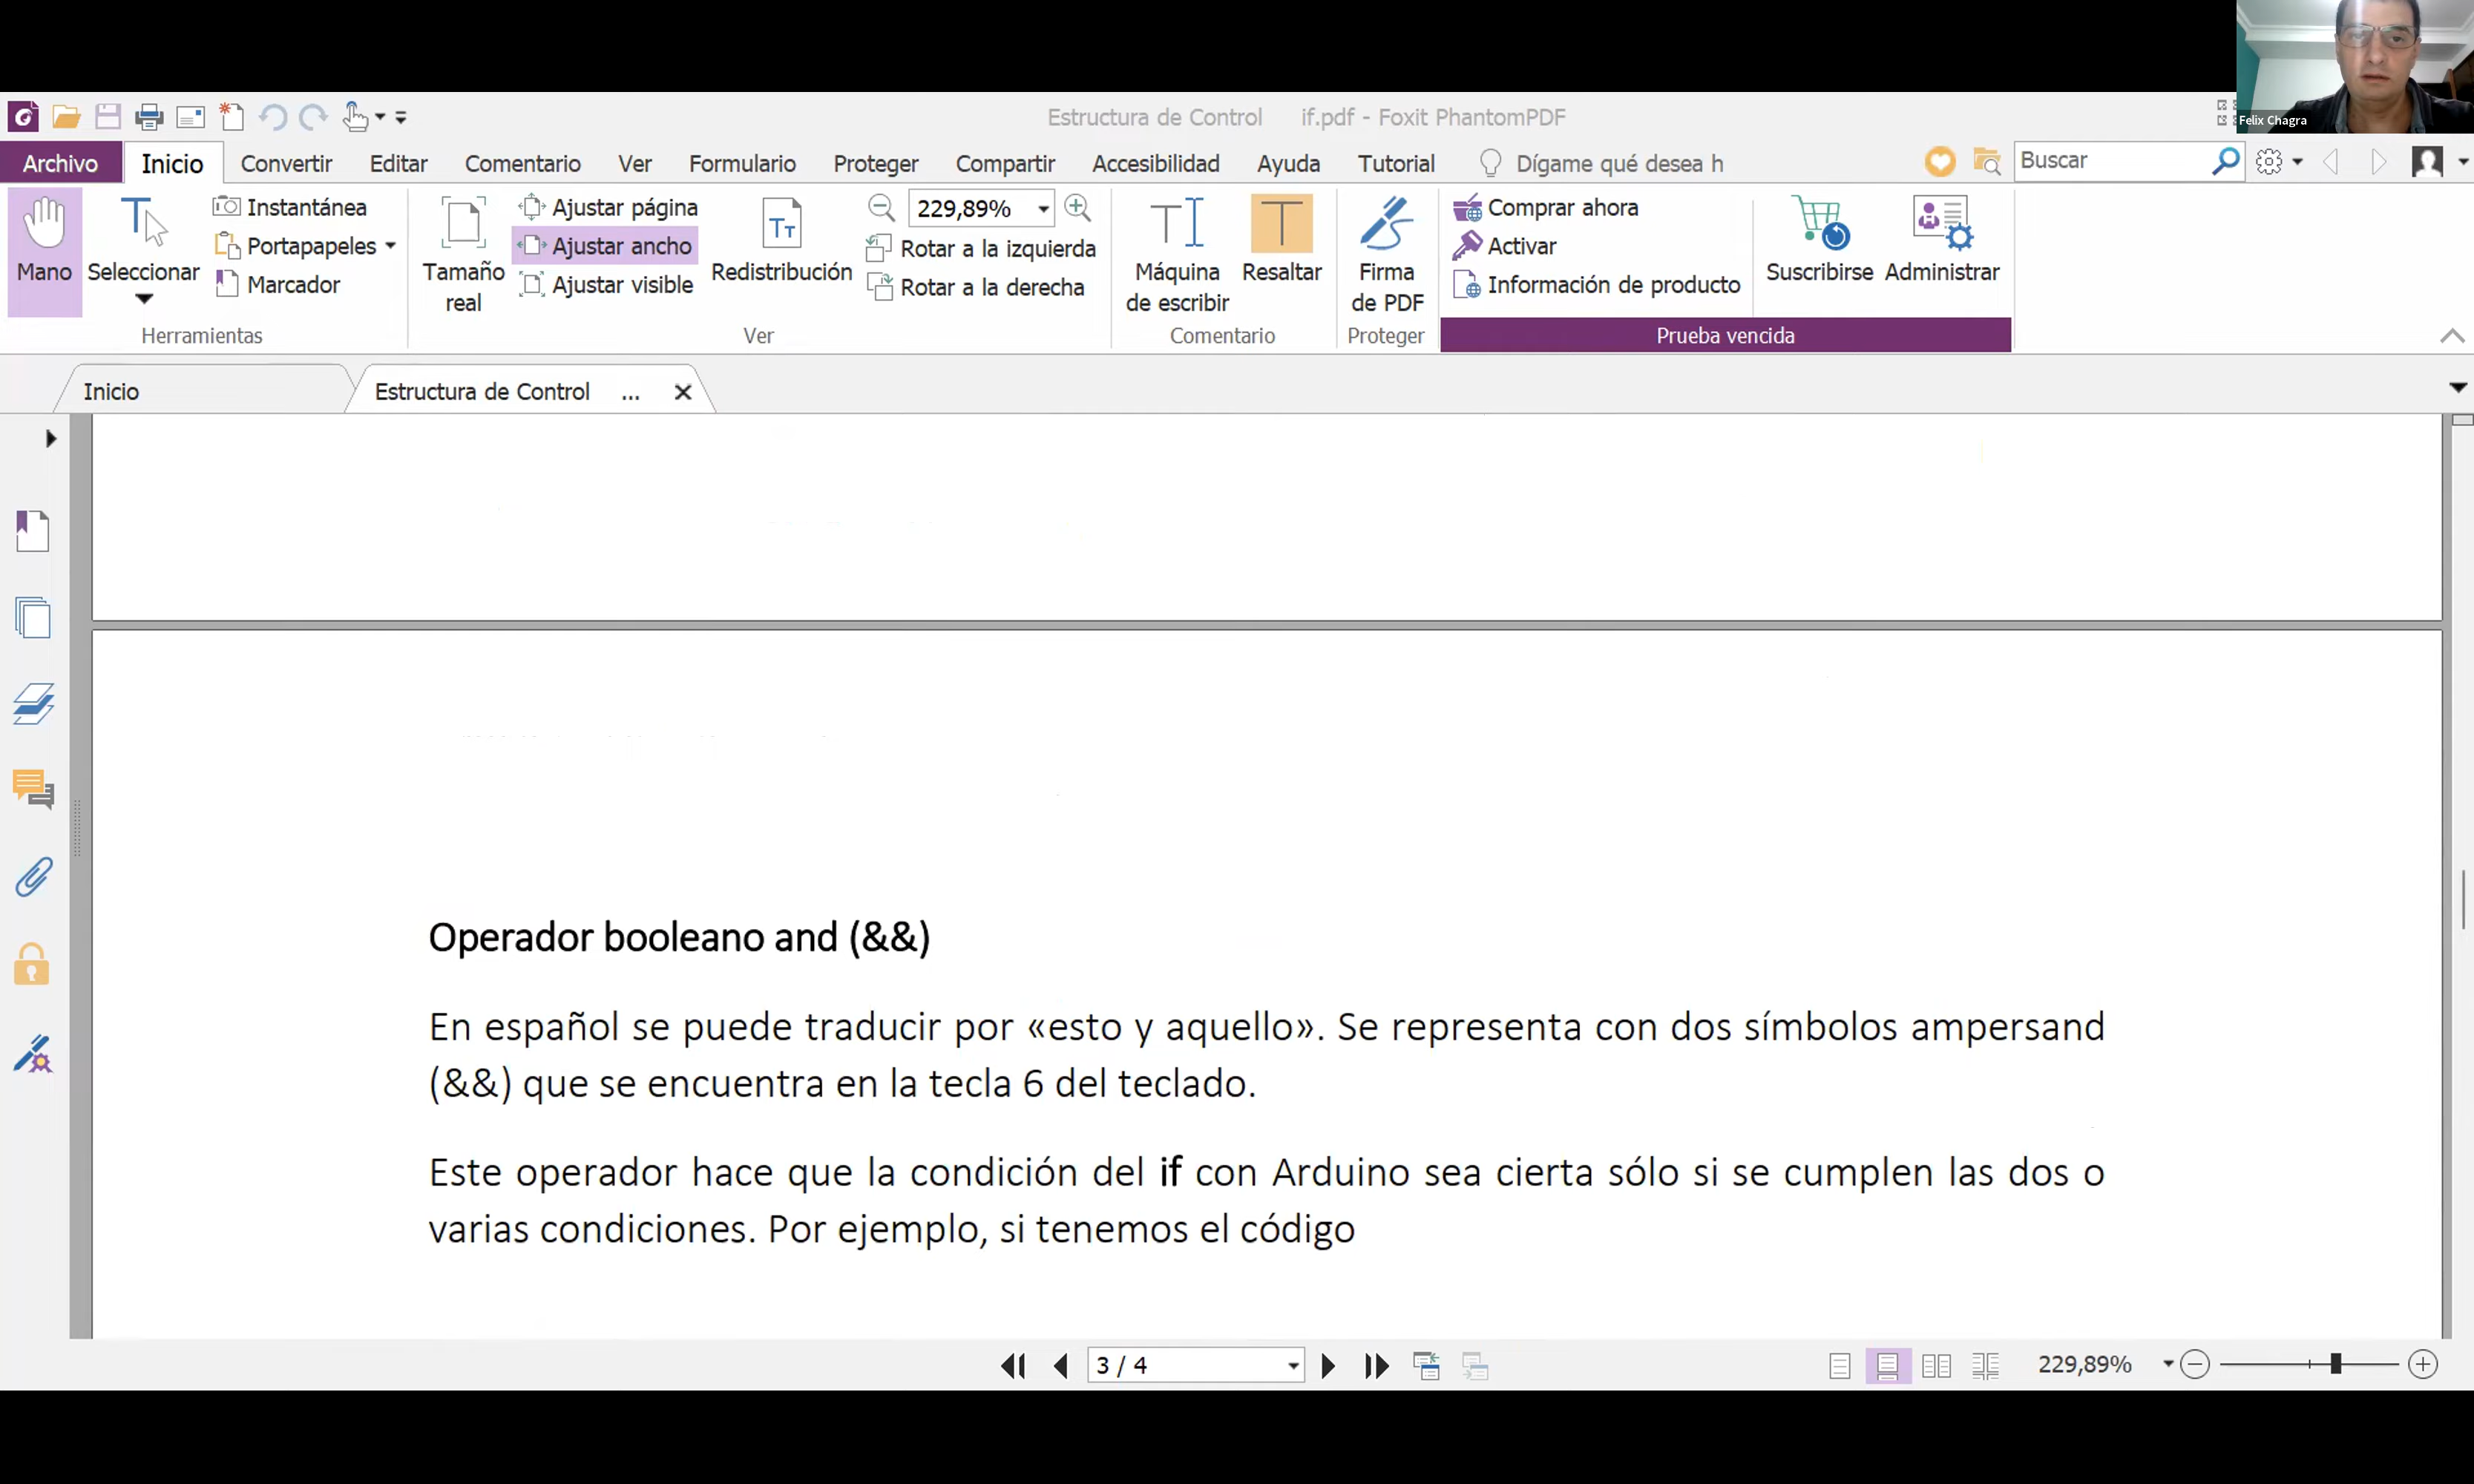 Felix Chagra
Estructura de Control if.pdf - Foxit PhantomPDF
Archivo Inicio Convertir Editar Comentario Ver Formulario Proteger Compartir Accesibilidad Ayuda Tutorial Dígame qué desea h Buscar
Mano
Seleccionar
Instantánea
Portapapeles
Marcador
Herramientas
Tamaño
real
Ajustar página
Ajustar ancho
Ajustar visible
Redistribución
229,89%
Rotar a la izquierda
Rotar a la derecha
Ver
Máquina
de escribir
Resaltar
Comentario
Firma
de PDF
Proteger
Comprar ahora
Activar
Información de producto
Suscribirse
Administrar
Prueba vencida
Inicio
Estructura de Control ...
Operador booleano and (&&)
En español se puede traducir por «esto y aquello». Se representa con dos símbolos ampersand
(&&) que se encuentra en la tecla 6 del teclado.
Este operador hace que la condición del if con Arduino sea cierta sólo si se cumplen las dos o
varias condiciones. Por ejemplo, si tenemos el código
3 / 4
229,89%